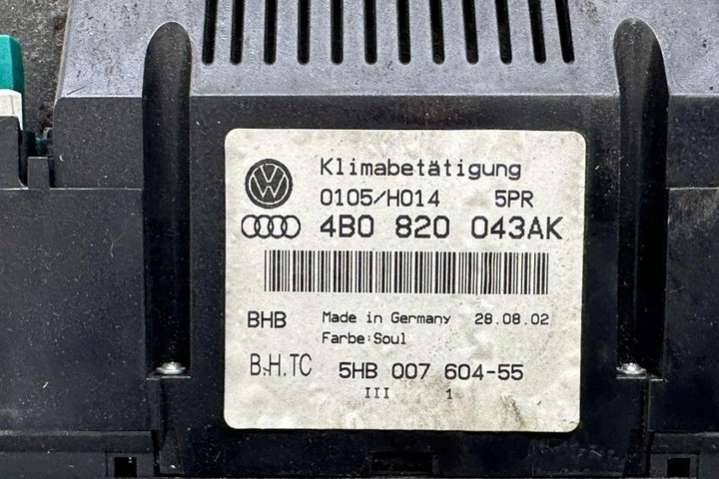 Klimabetätigung
0105/H014 5PR
4B0 820 043AK
BHB Made in Germany 28.08.02
Farbe:Soul
B.H.TC 5HB 007 604-55
III 1